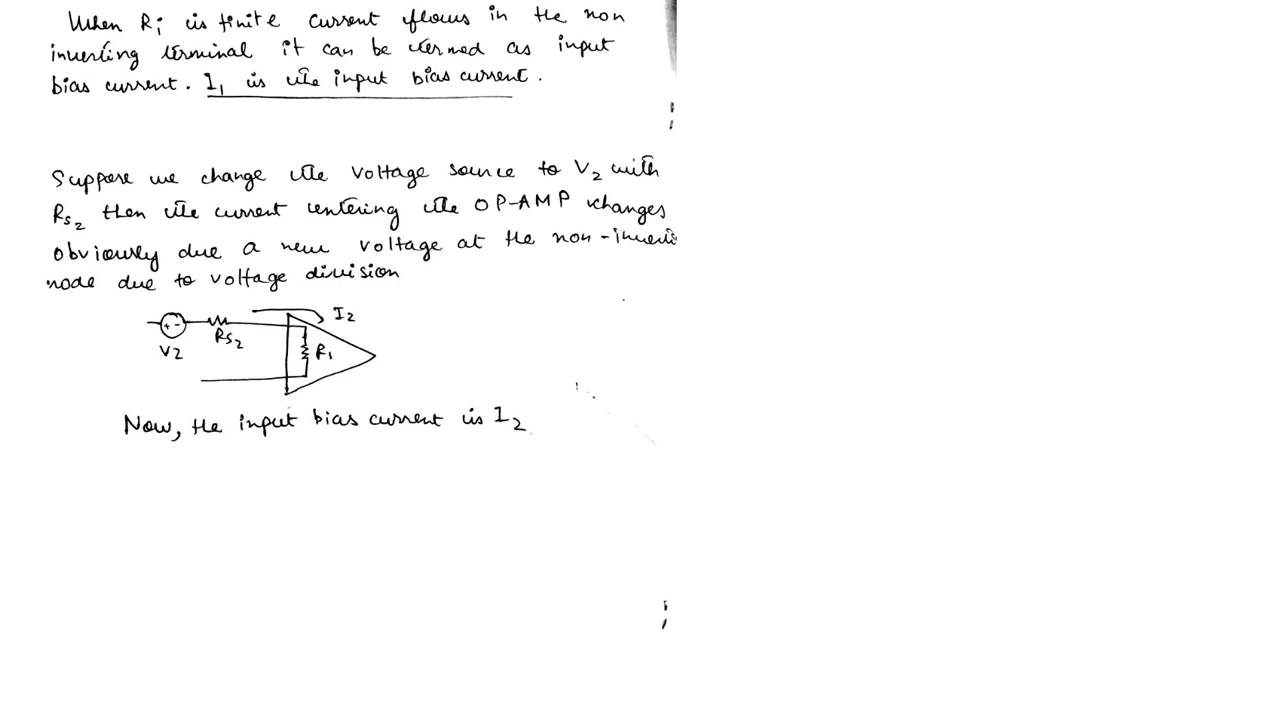 When Ri is finite current flows in the non
inverting terminal it can be termed as input
bias current. I1 is the input bias current.
Suppose we change the voltage source to V2 with
Rs2 then the current entering the OP-AMP changes
obviously due a new voltage at the non-inverti
node due to voltage division
I2
Rs2
V2
Ri
Now, the input bias current is I2